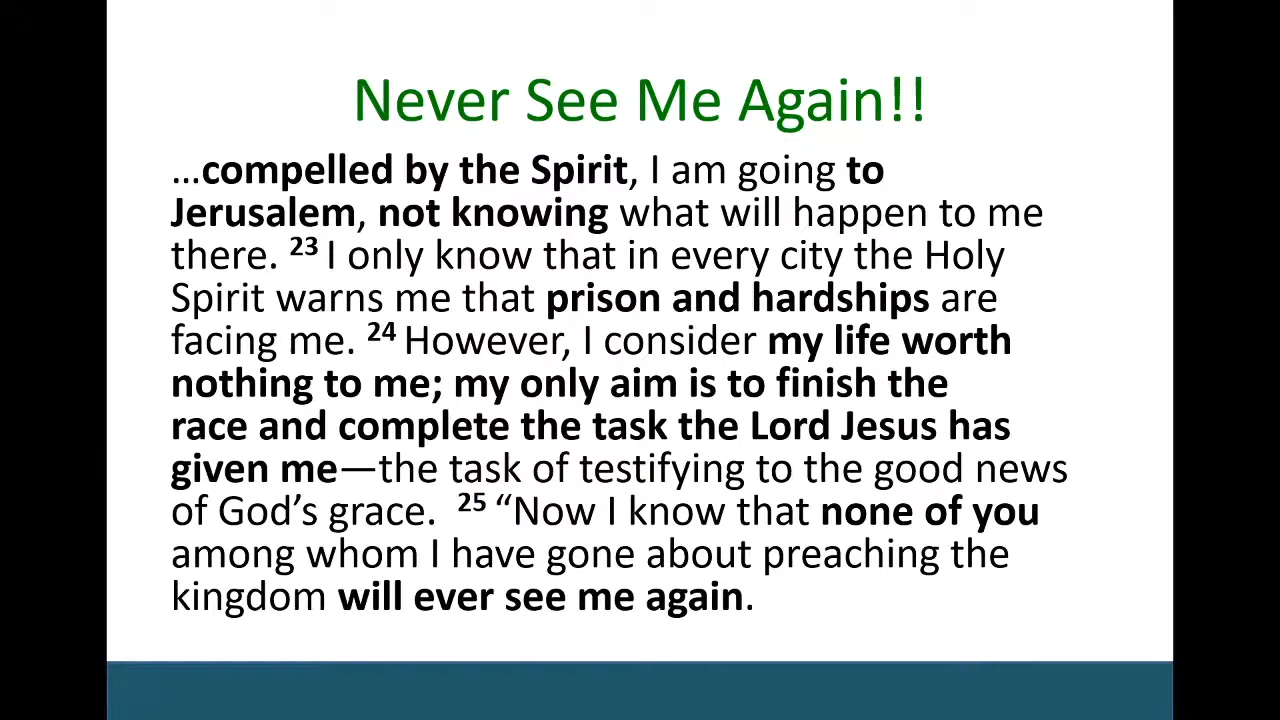 Never See Me Again!!
…compelled by the Spirit, I am going to
Jerusalem, not knowing what will happen to me
there. 23 I only know that in every city the Holy
Spirit warns me that prison and hardships are
facing me. 24 However, I consider my life worth
nothing to me; my only aim is to finish the
race and complete the task the Lord Jesus has
given me—the task of testifying to the good news
of God’s grace.  25 “Now I know that none of you
among whom I have gone about preaching the
kingdom will ever see me again.